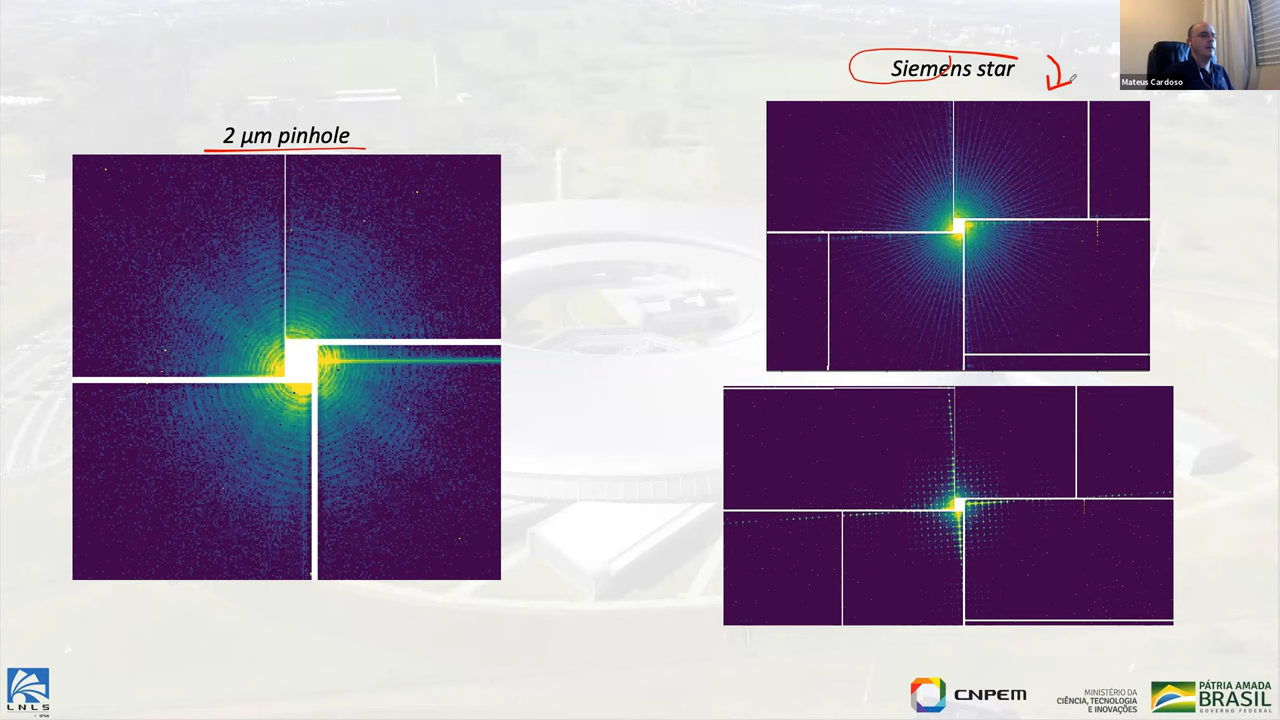 Siemens star
Mateus Cardoso
2 µm pinhole
LNLS
CNPEM
MINISTÉRIO DA
CIÊNCIA, TECNOLOGIA
E INOVAÇÕES
PÁTRIA AMADA
BRASIL
GOVERNO FEDERAL